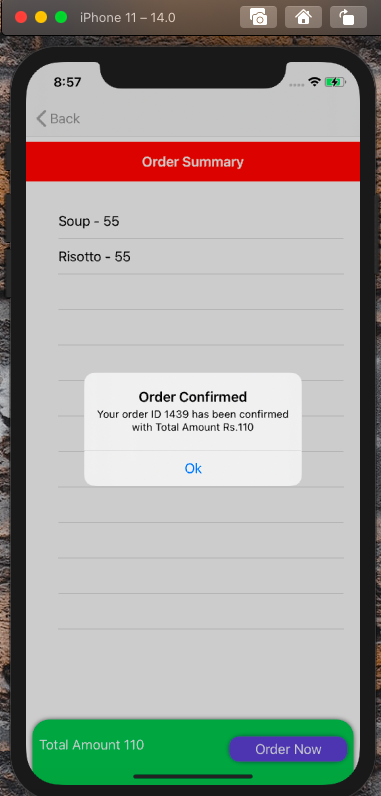 iPhone 11 – 14.0
8:57
Back
Order Summary
Soup - 55
Risotto - 55
Order Confirmed
Your order ID 1439 has been confirmed
with Total Amount Rs.110
Ok
Total Amount 110
Order Now